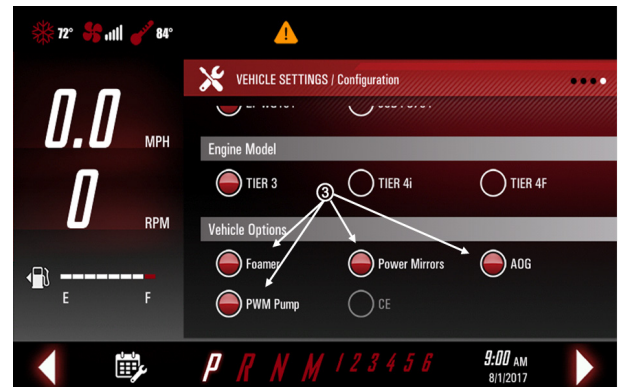 72° 84°
VEHICLE SETTINGS / Configuration
0.0 MPH
Engine Model
TIER 3 TIER 4i TIER 4F
3
0 RPM
Vehicle Options
Foamer Power Mirrors AOG
E F
PWM Pump CE
P R N M 1 2 3 4 5 6
9:00 AM
8/1/2017